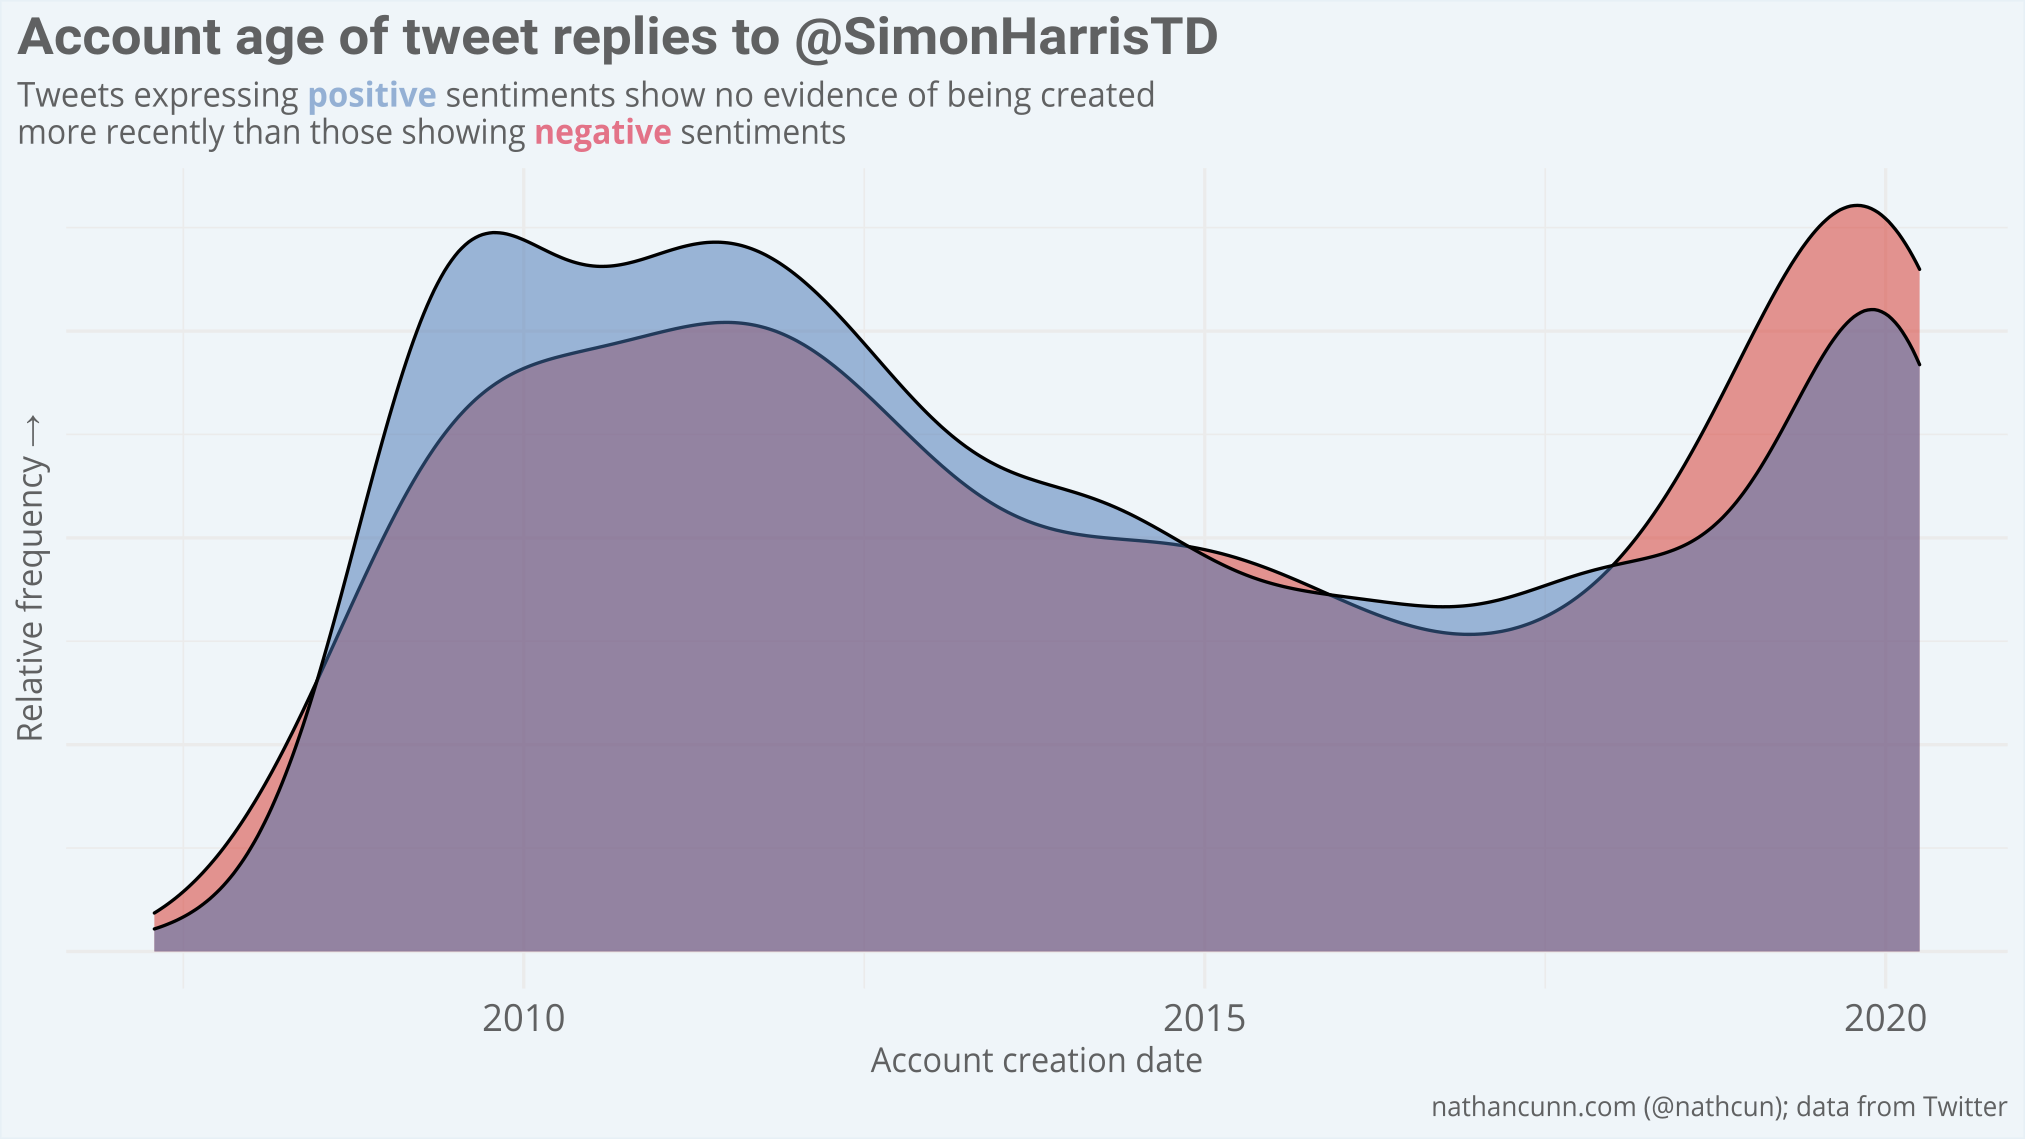 Account age of tweet replies to @SimonHarrisTD
Tweets expressing positive sentiments show no evidence of being created
more recently than those showing negative sentiments
Relative frequency →
2010
2015
2020
Account creation date
nathancunn.com (@nathcun); data from Twitter